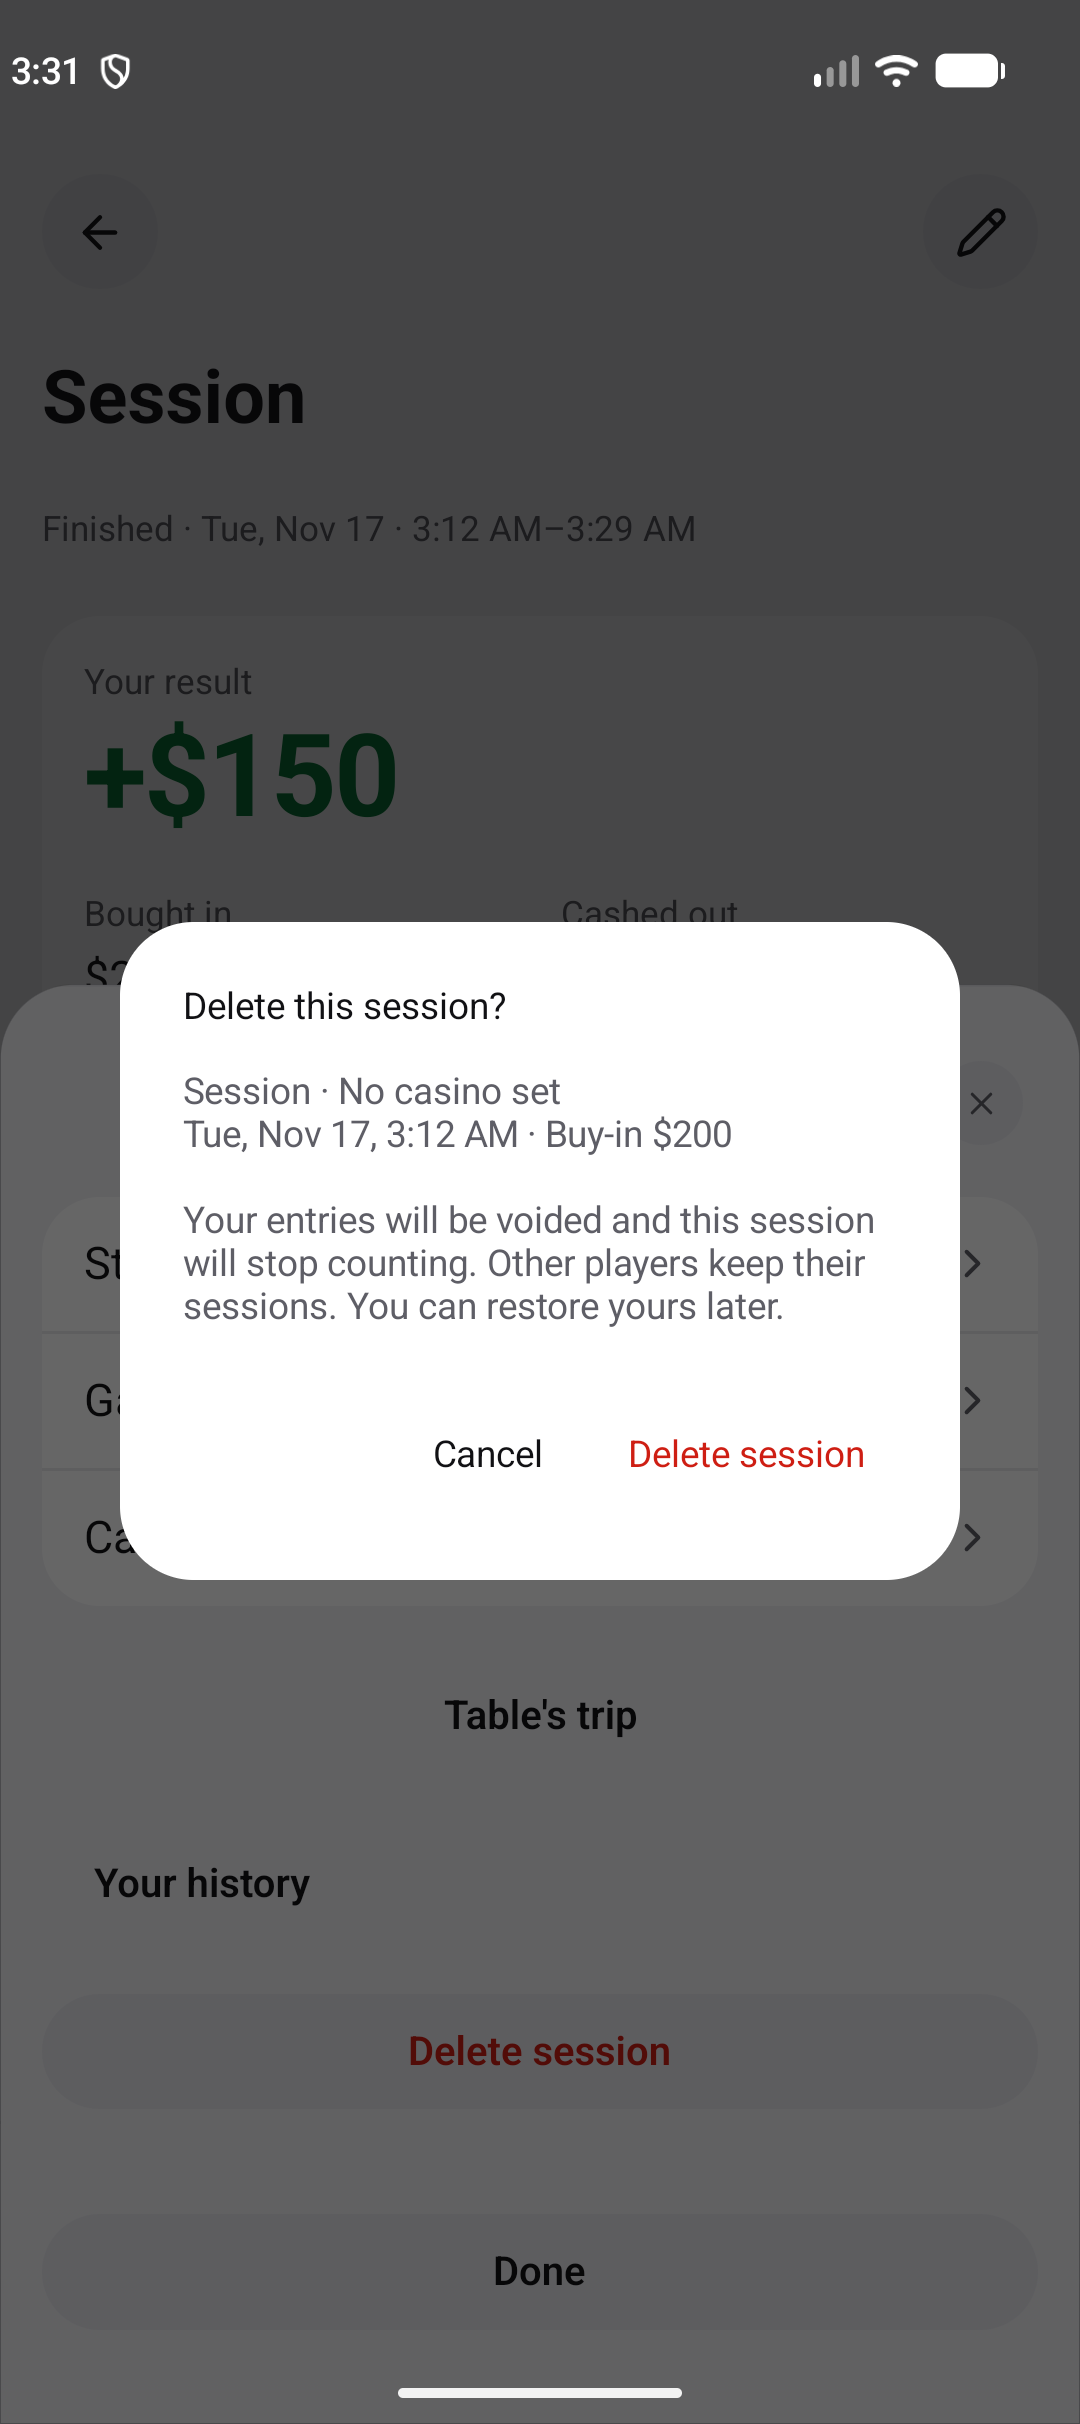 3:31
Session
Finished · Tue, Nov 17 · 3:12 AM–3:29 AM
Your result
+$150
Bought in
Cashed out
Delete this session?
Session · No casino set
Tue, Nov 17, 3:12 AM · Buy-in $200
Your entries will be voided and this session
will stop counting. Other players keep their
sessions. You can restore yours later.
Cancel
Delete session
Table's trip
Your history
Delete session
Done